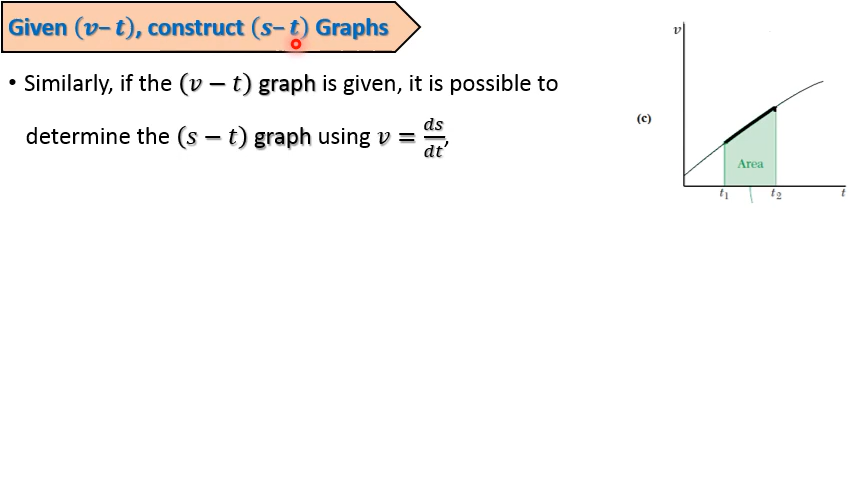 Given (v– t), construct (s– t) Graphs
• Similarly, if the (v − t) graph is given, it is possible to
determine the (s − t) graph using v = ds/dt,
v
(c)
Area
t₁ t₂ t